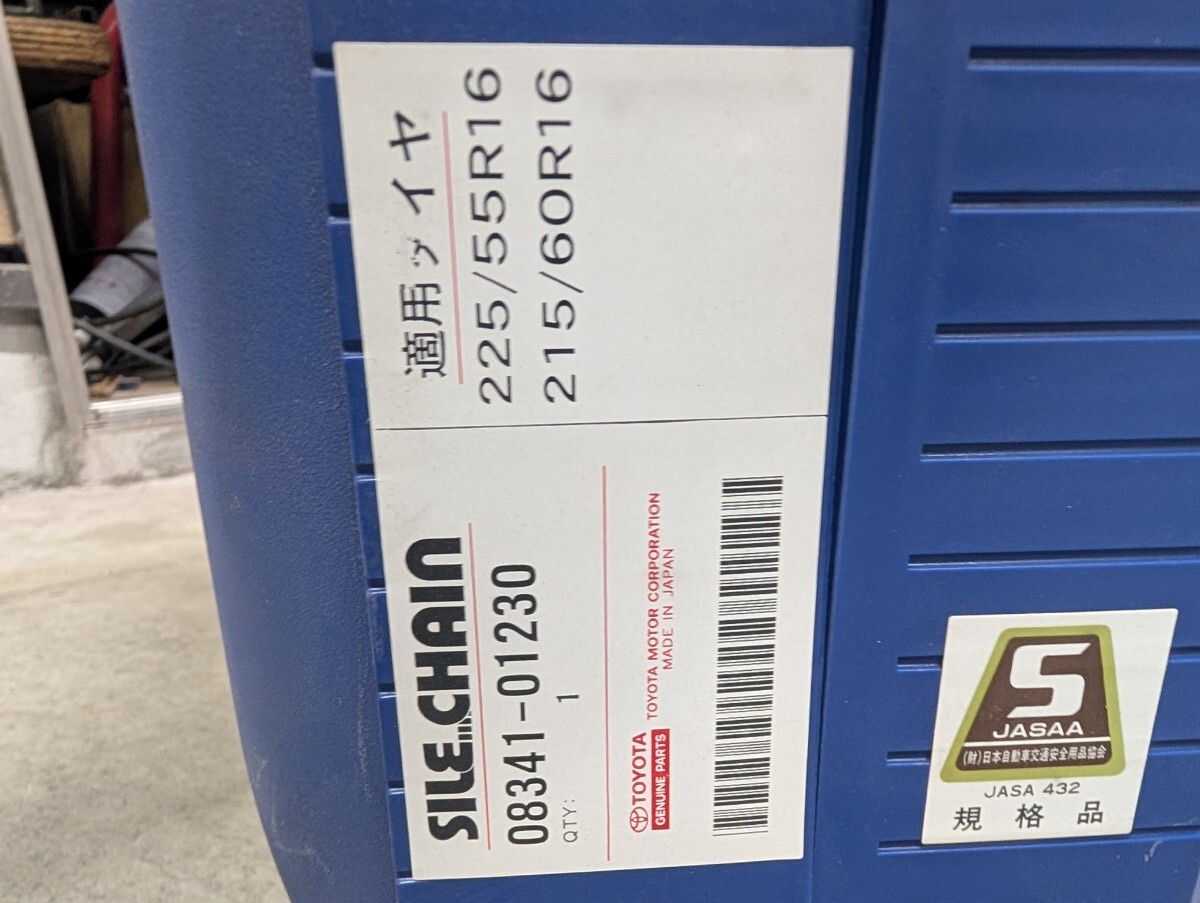 適用ッイヤ
225/55R16
215/60R16
SILE CHAIN
08341-01230
QTY: 1
TOYOTA
GENUINE PARTS
TOYOTA MOTOR CORPORATION
MADE IN JAPAN
S
JASAA
(財)日本自動車交通安全用品協会
JASA 432
規格品